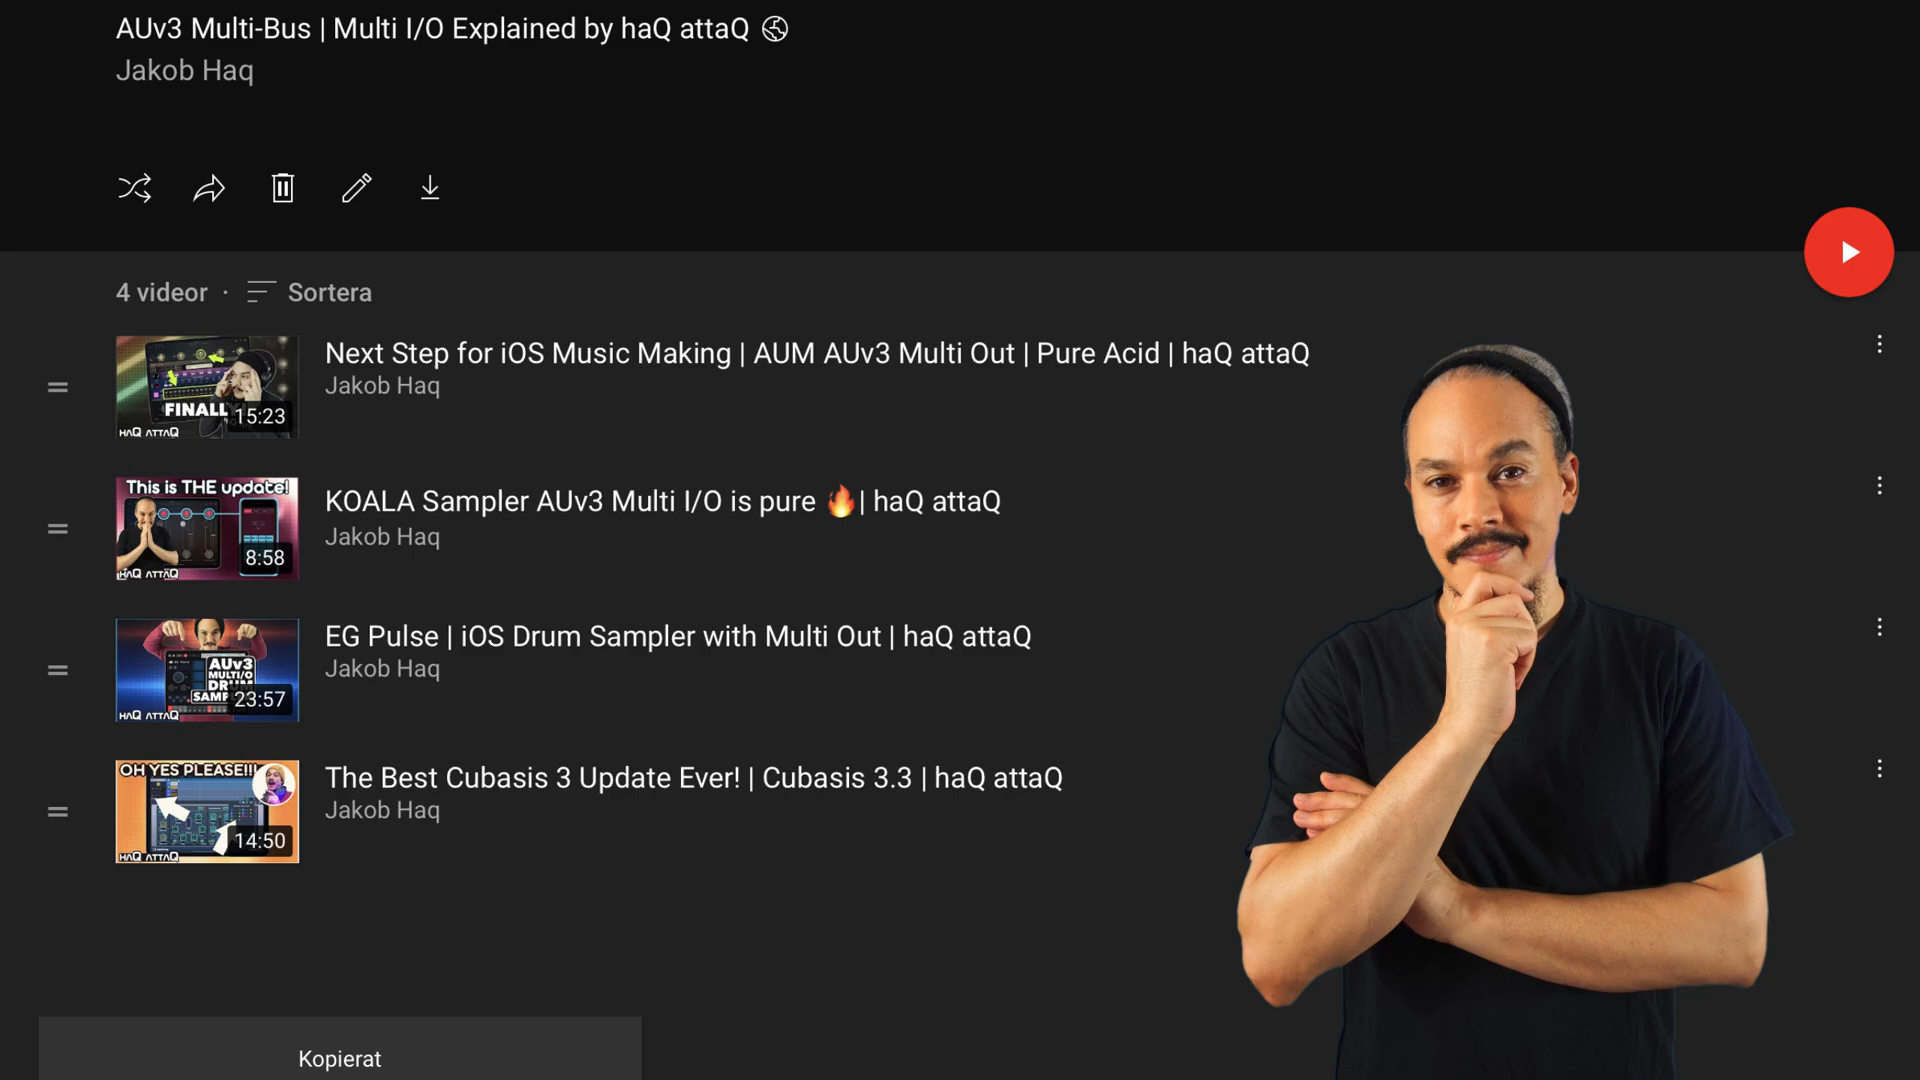 AUv3 Multi-Bus | Multi I/O Explained by haQ attaQ
Jakob Haq
4 videor · Sortera
Next Step for iOS Music Making | AUM AUv3 Multi Out | Pure Acid | haQ attaQ
Jakob Haq
FINALLY
15:23
HAQ ATTAQ
This is THE update!
KOALA Sampler AUv3 Multi I/O is pure 🔥| haQ attaQ
Jakob Haq
8:58
HAQ ATTAQ
EG Pulse | iOS Drum Sampler with Multi Out | haQ attaQ
Jakob Haq
AUv3
MULTI/O
DRUM
SAMP
23:57
HAQ ATTAQ
OH YES PLEASE!!!
The Best Cubasis 3 Update Ever! | Cubasis 3.3 | haQ attaQ
Jakob Haq
14:50
HAQ ATTAQ
Kopierat